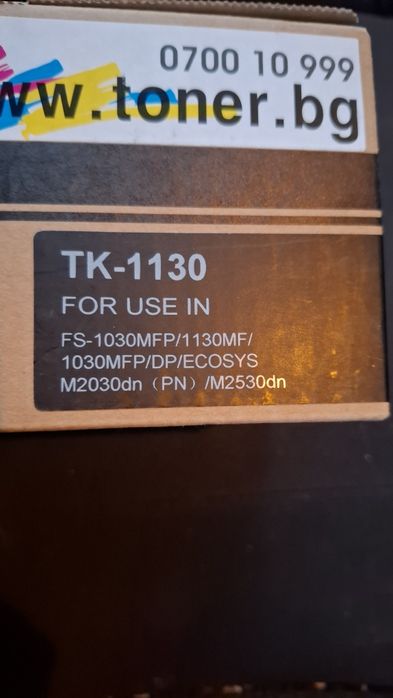 0700 10 999
ww.toner.bg
TK-1130
FOR USE IN
FS-1030MFP/1130MF/
1030MFP/DP/ECOSYS
M2030dn (PN) /M2530dn